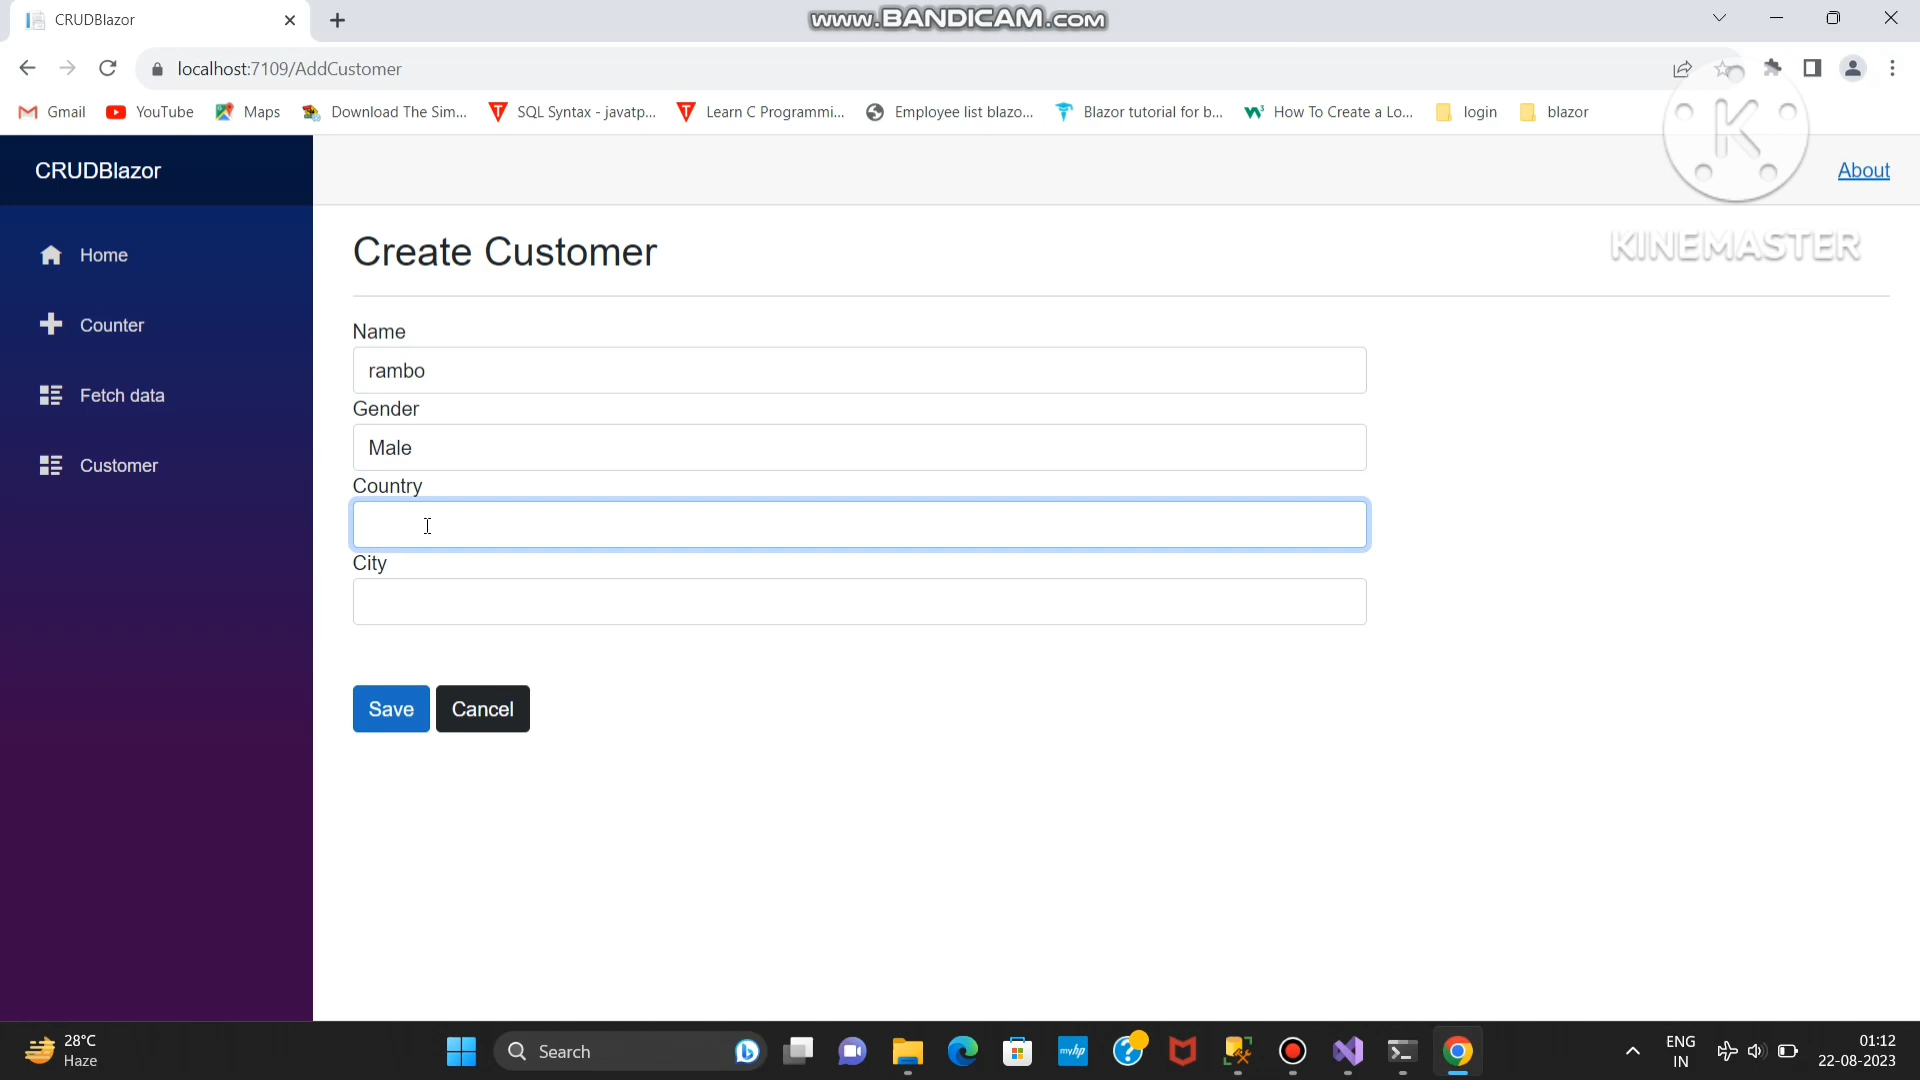 CRUDBlazor
www.BANDICAM.com
localhost:7109/AddCustomer
Gmail
YouTube
Maps
Download The Sim...
SQL Syntax - javatp...
Learn C Programmi...
Employee list blazo...
Blazor tutorial for b...
How To Create a Lo...
login
blazor
K
KINEMASTER
CRUDBlazor
About
Home
Counter
Fetch data
Customer
Create Customer
Name
rambo
Gender
Male
Country
City
Save
Cancel
28°C
Haze
Search
myhp
ENG
IN
01:12
22-08-2023